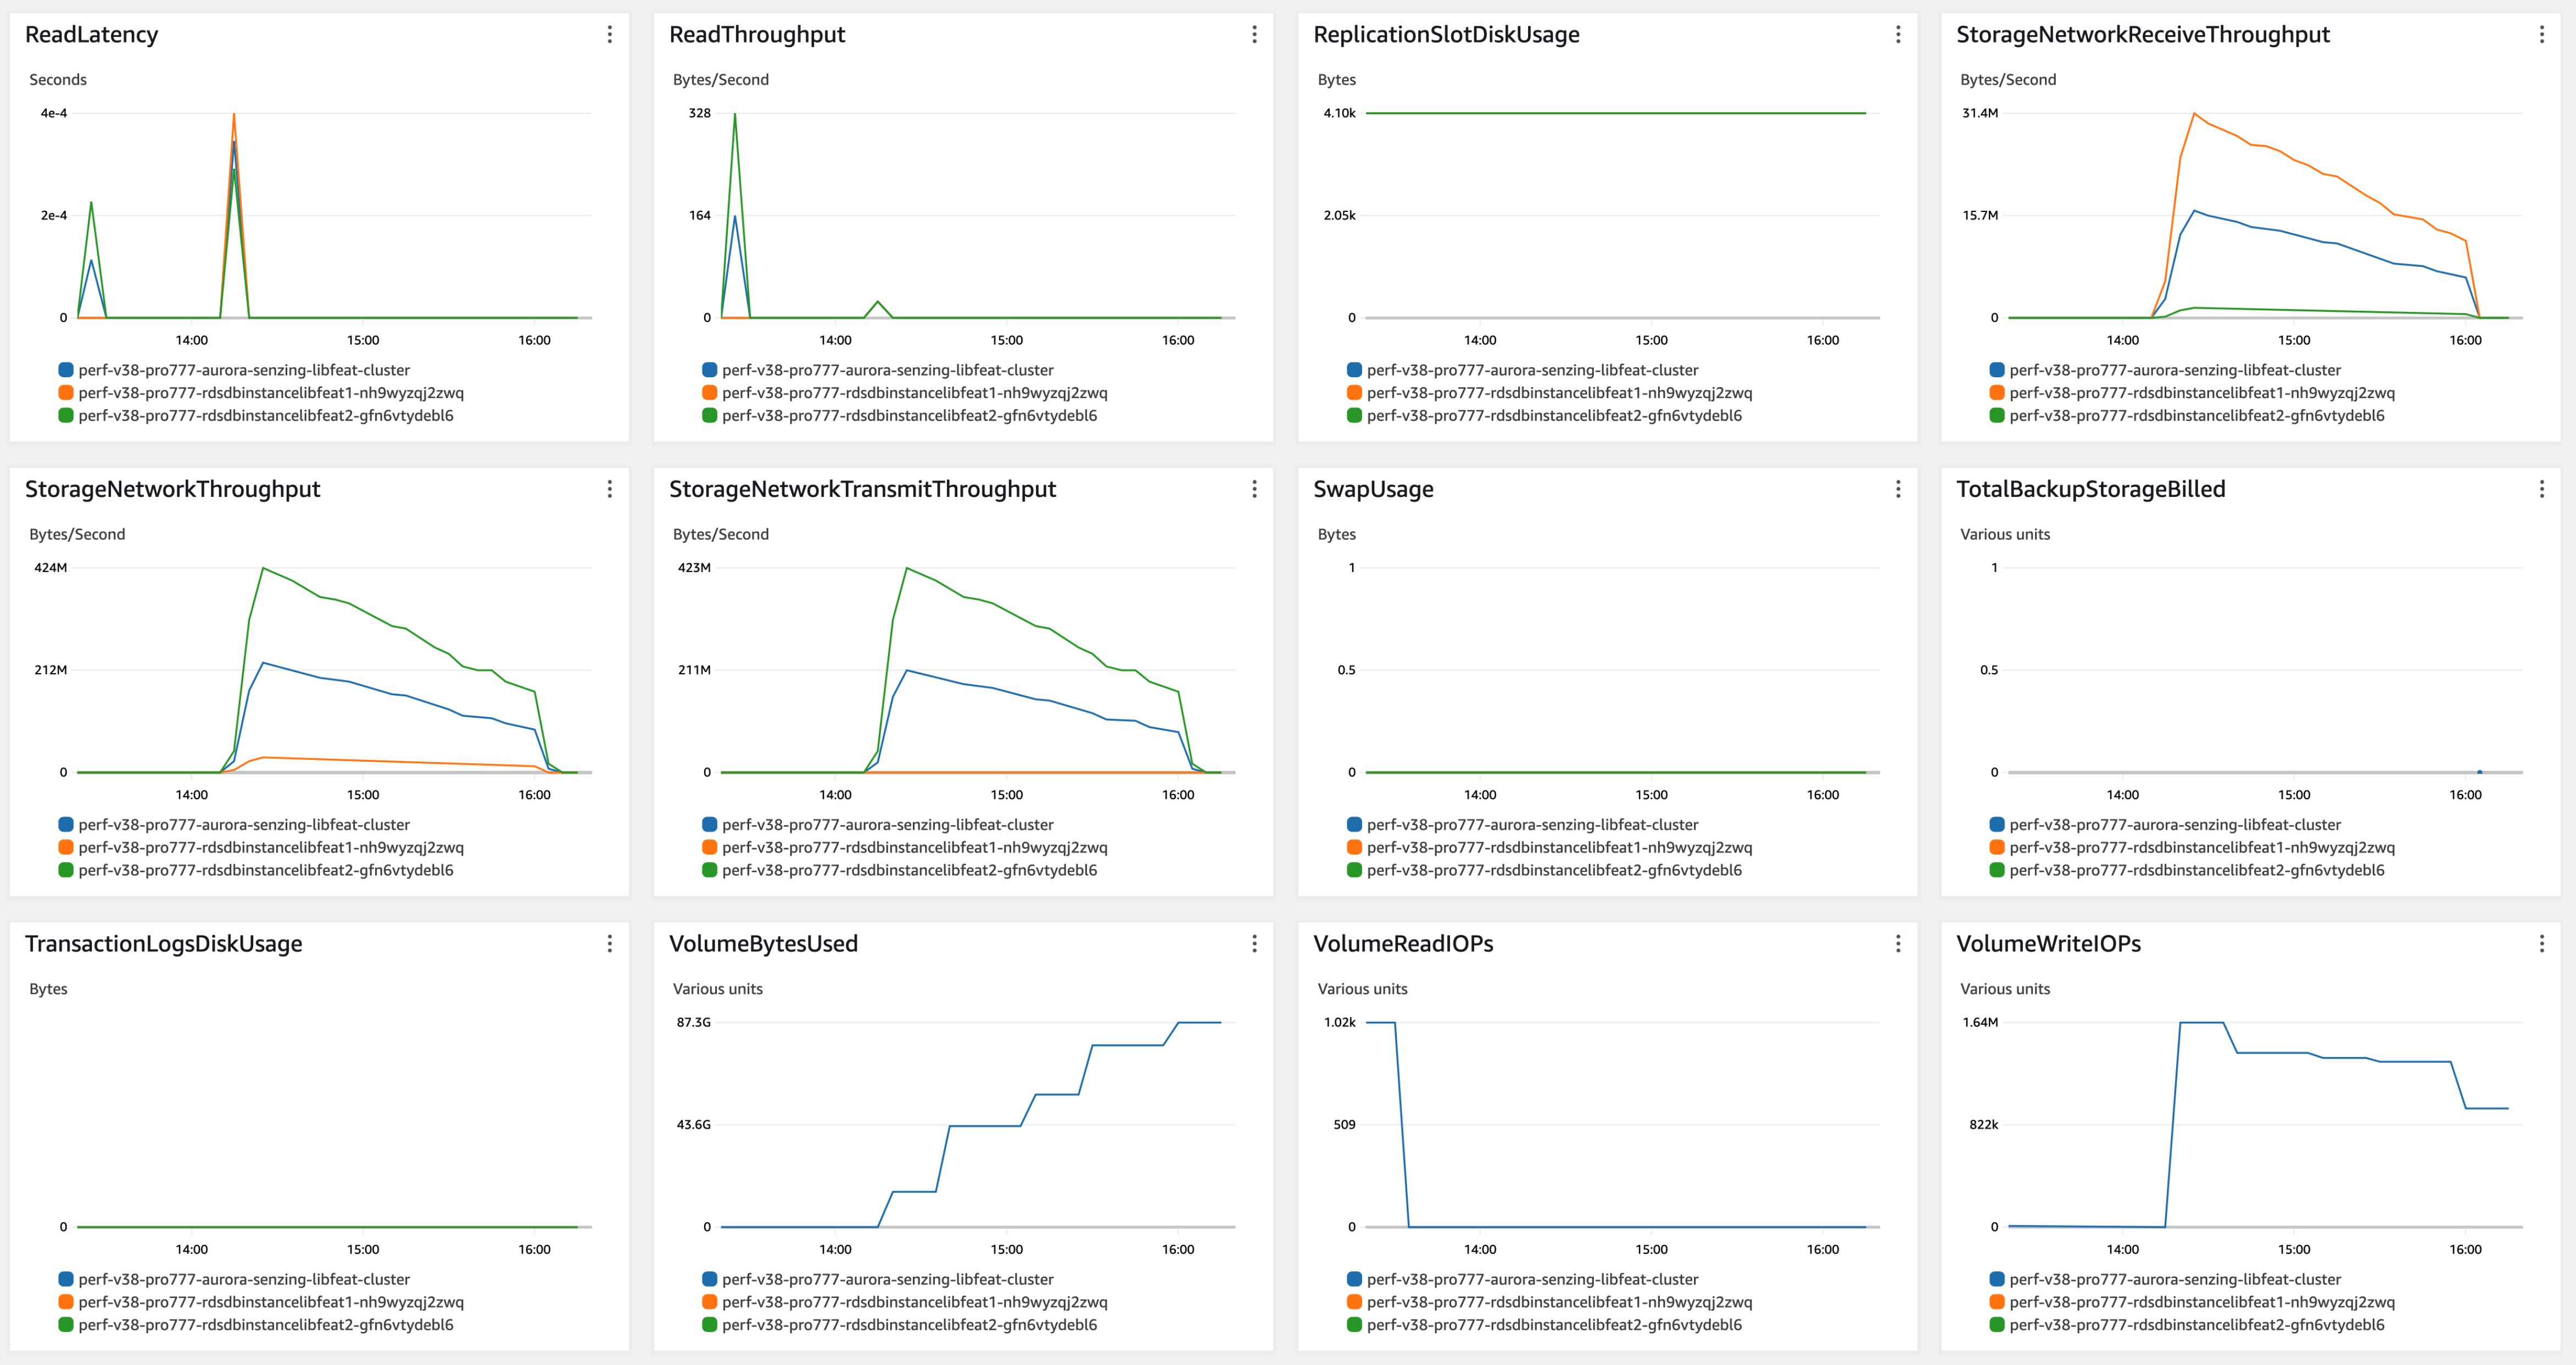 ReadLatency
Seconds
4e-4
2e-4
0
14:00 15:00 16:00
perf-v38-pro777-aurora-senzing-libfeat-cluster
perf-v38-pro777-rdsdbinstancelibfeat1-nh9wyzqj2zwq
perf-v38-pro777-rdsdbinstancelibfeat2-gfn6vtydebl6
ReadThroughput
Bytes/Second
328
164
0
14:00 15:00 16:00
perf-v38-pro777-aurora-senzing-libfeat-cluster
perf-v38-pro777-rdsdbinstancelibfeat1-nh9wyzqj2zwq
perf-v38-pro777-rdsdbinstancelibfeat2-gfn6vtydebl6
ReplicationSlotDiskUsage
Bytes
4.10k
2.05k
0
14:00 15:00 16:00
perf-v38-pro777-aurora-senzing-libfeat-cluster
perf-v38-pro777-rdsdbinstancelibfeat1-nh9wyzqj2zwq
perf-v38-pro777-rdsdbinstancelibfeat2-gfn6vtydebl6
StorageNetworkReceiveThroughput
Bytes/Second
31.4M
15.7M
0
14:00 15:00 16:00
perf-v38-pro777-aurora-senzing-libfeat-cluster
perf-v38-pro777-rdsdbinstancelibfeat1-nh9wyzqj2zwq
perf-v38-pro777-rdsdbinstancelibfeat2-gfn6vtydebl6
StorageNetworkThroughput
Bytes/Second
424M
212M
0
14:00 15:00 16:00
perf-v38-pro777-aurora-senzing-libfeat-cluster
perf-v38-pro777-rdsdbinstancelibfeat1-nh9wyzqj2zwq
perf-v38-pro777-rdsdbinstancelibfeat2-gfn6vtydebl6
StorageNetworkTransmitThroughput
Bytes/Second
423M
211M
0
14:00 15:00 16:00
perf-v38-pro777-aurora-senzing-libfeat-cluster
perf-v38-pro777-rdsdbinstancelibfeat1-nh9wyzqj2zwq
perf-v38-pro777-rdsdbinstancelibfeat2-gfn6vtydebl6
SwapUsage
Bytes
1
0.5
0
14:00 15:00 16:00
perf-v38-pro777-aurora-senzing-libfeat-cluster
perf-v38-pro777-rdsdbinstancelibfeat1-nh9wyzqj2zwq
perf-v38-pro777-rdsdbinstancelibfeat2-gfn6vtydebl6
TotalBackupStorageBilled
Various units
1
0.5
0
14:00 15:00 16:00
perf-v38-pro777-aurora-senzing-libfeat-cluster
perf-v38-pro777-rdsdbinstancelibfeat1-nh9wyzqj2zwq
perf-v38-pro777-rdsdbinstancelibfeat2-gfn6vtydebl6
TransactionLogsDiskUsage
Bytes
0
14:00 15:00 16:00
perf-v38-pro777-aurora-senzing-libfeat-cluster
perf-v38-pro777-rdsdbinstancelibfeat1-nh9wyzqj2zwq
perf-v38-pro777-rdsdbinstancelibfeat2-gfn6vtydebl6
VolumeBytesUsed
Various units
87.3G
43.6G
0
14:00 15:00 16:00
perf-v38-pro777-aurora-senzing-libfeat-cluster
perf-v38-pro777-rdsdbinstancelibfeat1-nh9wyzqj2zwq
perf-v38-pro777-rdsdbinstancelibfeat2-gfn6vtydebl6
VolumeReadIOPs
Various units
1.02k
509
0
14:00 15:00 16:00
perf-v38-pro777-aurora-senzing-libfeat-cluster
perf-v38-pro777-rdsdbinstancelibfeat1-nh9wyzqj2zwq
perf-v38-pro777-rdsdbinstancelibfeat2-gfn6vtydebl6
VolumeWriteIOPs
Various units
1.64M
822k
0
14:00 15:00 16:00
perf-v38-pro777-aurora-senzing-libfeat-cluster
perf-v38-pro777-rdsdbinstancelibfeat1-nh9wyzqj2zwq
perf-v38-pro777-rdsdbinstancelibfeat2-gfn6vtydebl6